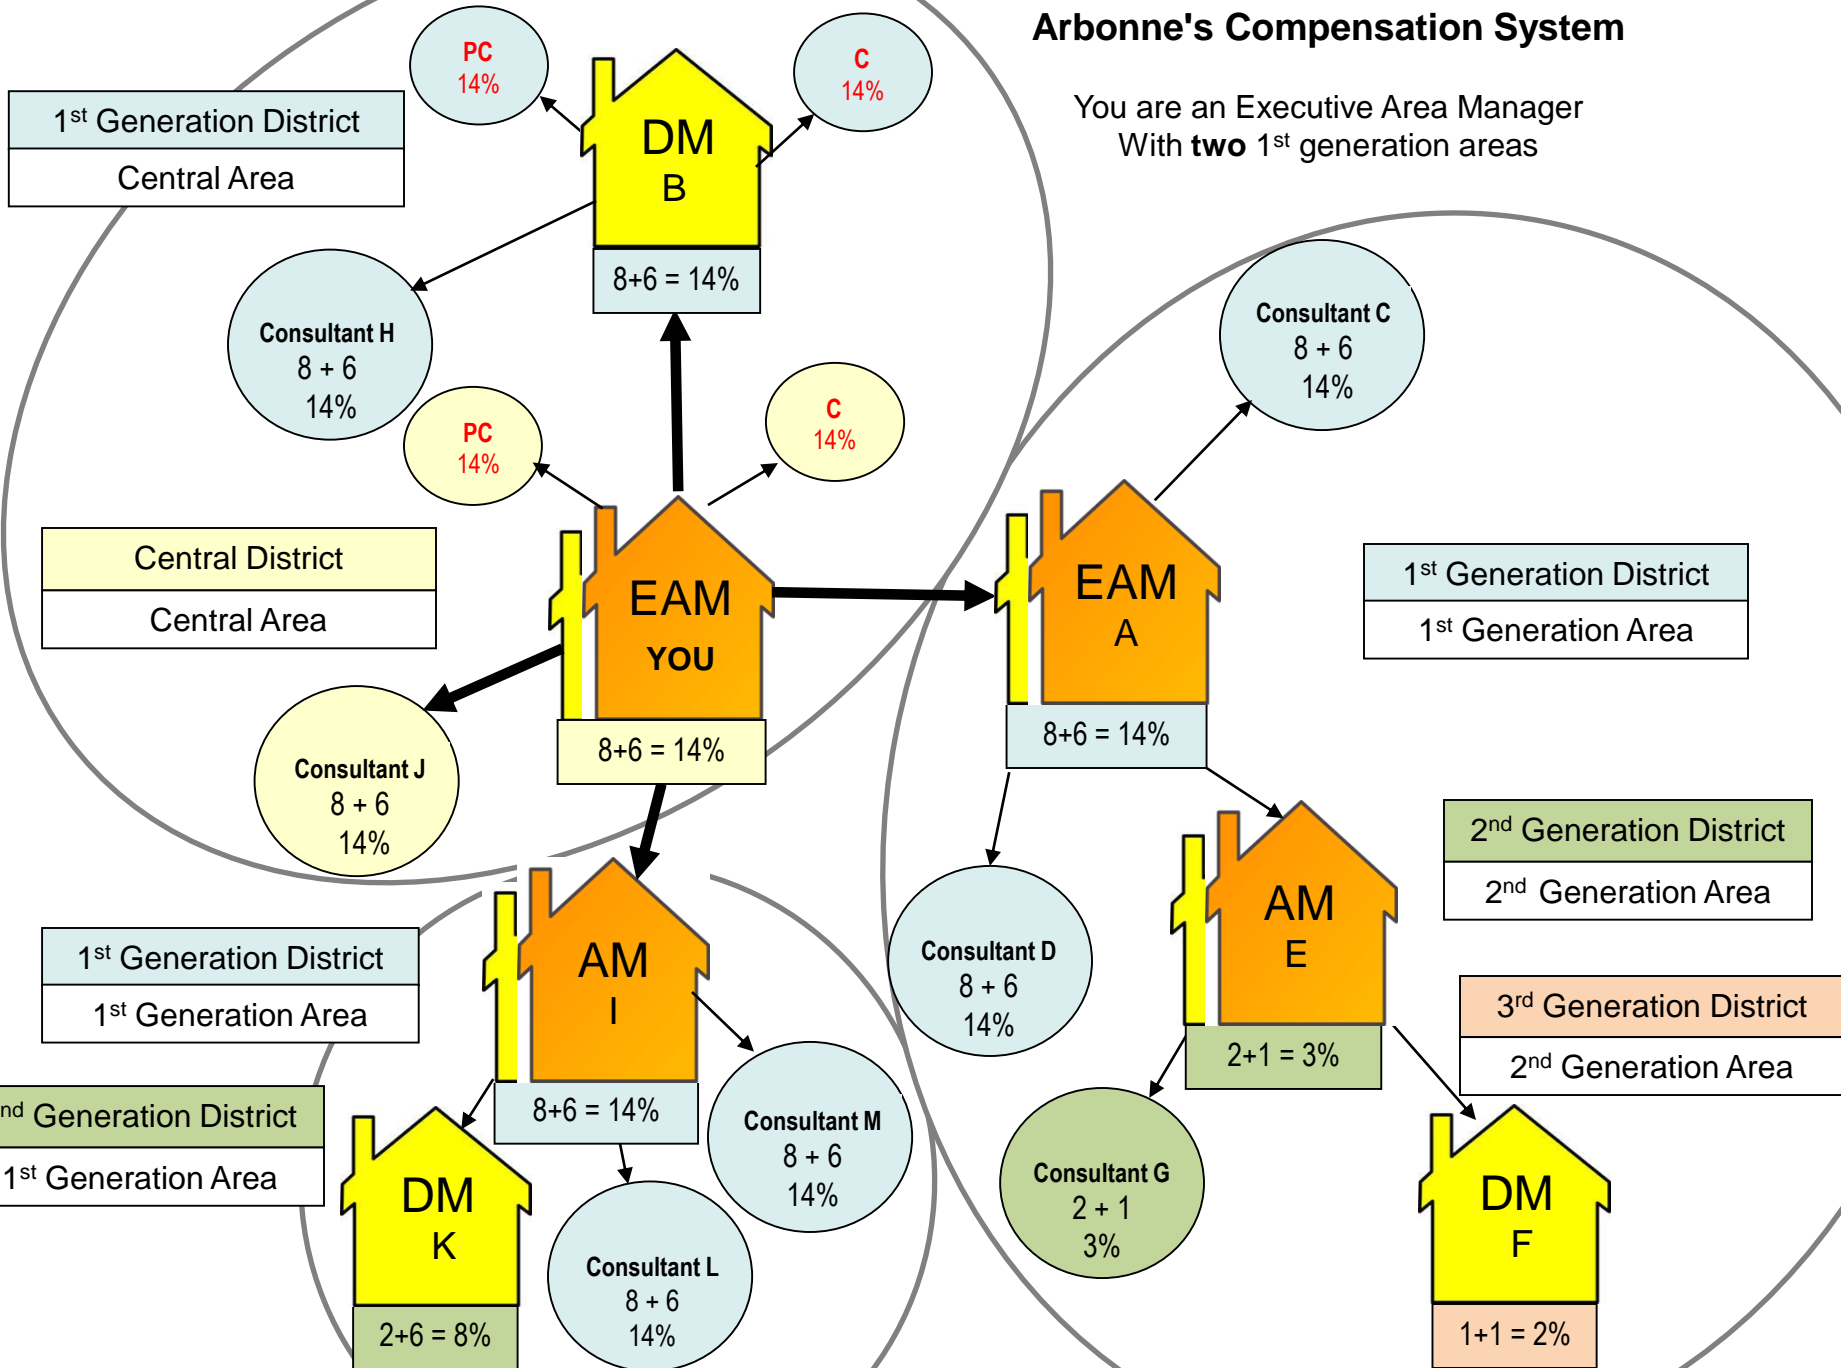 Arbonne's Compensation System
You are an Executive Area Manager
With two 1st generation areas
PC
14%
C
14%
1st Generation District
Central Area
DM
B
8+6 = 14%
Consultant H
8 + 6
14%
Consultant C
8 + 6
14%
PC
14%
C
14%
Central District
Central Area
EAM
YOU
8+6 = 14%
EAM
A
8+6 = 14%
1st Generation District
1st Generation Area
Consultant J
8 + 6
14%
2nd Generation District
2nd Generation Area
AM
E
2+1 = 3%
Consultant D
8 + 6
14%
1st Generation District
1st Generation Area
AM
I
8+6 = 14%
3rd Generation District
2nd Generation Area
nd Generation District
1st Generation Area
Consultant M
8 + 6
14%
DM
K
2+6 = 8%
Consultant L
8 + 6
14%
Consultant G
2 + 1
3%
DM
F
1+1 = 2%